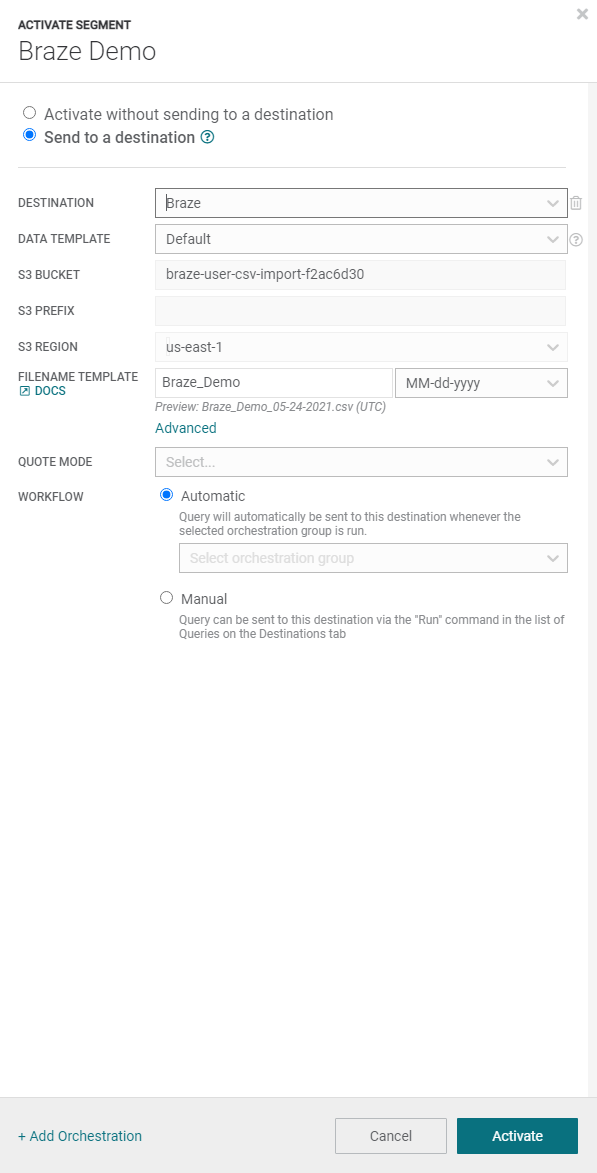 ACTIVATE SEGMENT
Braze Demo
Activate without sending to a destination
Send to a destination ?
DESTINATION Braze
DATA TEMPLATE Default ?
S3 BUCKET braze-user-csv-import-f2ac6d30
S3 PREFIX
S3 REGION us-east-1
FILENAME TEMPLATE Braze_Demo MM-dd-yyyy
DOCS
Preview: Braze_Demo_05-24-2021.csv (UTC)
Advanced
QUOTE MODE Select...
WORKFLOW Automatic
Query will automatically be sent to this destination whenever the
selected orchestration group is run.
Select orchestration group
Manual
Query can be sent to this destination via the "Run" command in the list of
Queries on the Destinations tab
+ Add Orchestration Cancel Activate